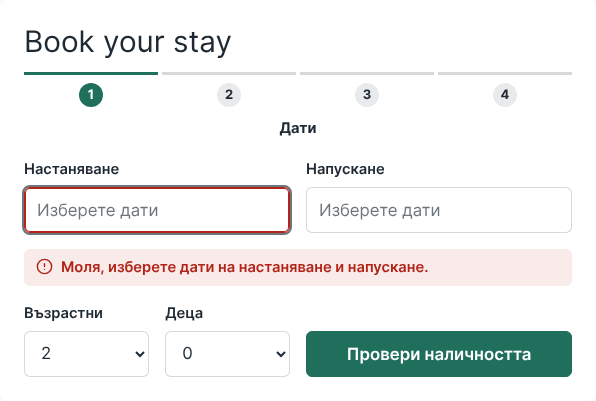 Book your stay
1 2 3 4
Дати
Настаняване Напускане
Изберете дати Изберете дати
Моля, изберете дати на настаняване и напускане.
Възрастни Деца
2 0 Провери наличността